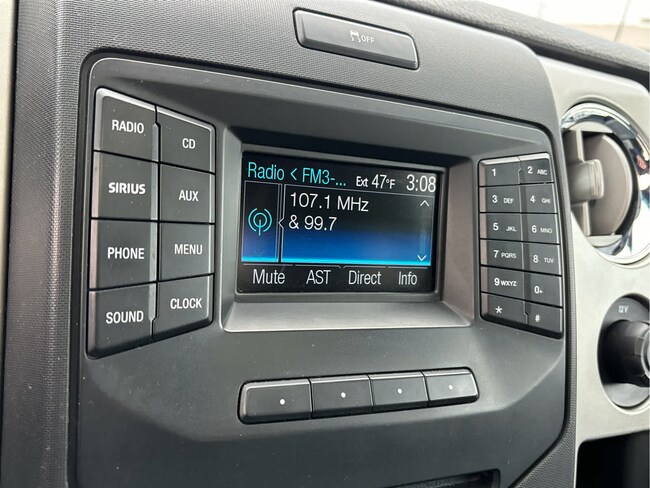 OFF
RADIO
CD
SIRIUS
AUX
PHONE
MENU
SOUND
CLOCK
Radio < FM3-... Ext 47°F 3:08
107.1 MHz
& 99.7
Mute AST Direct Info
1 2 ABC
3 DEF 4 GHI
5 JKL 6 MNO
7 PQRS 8 TUV
9 WXYZ 0+
* #
12V